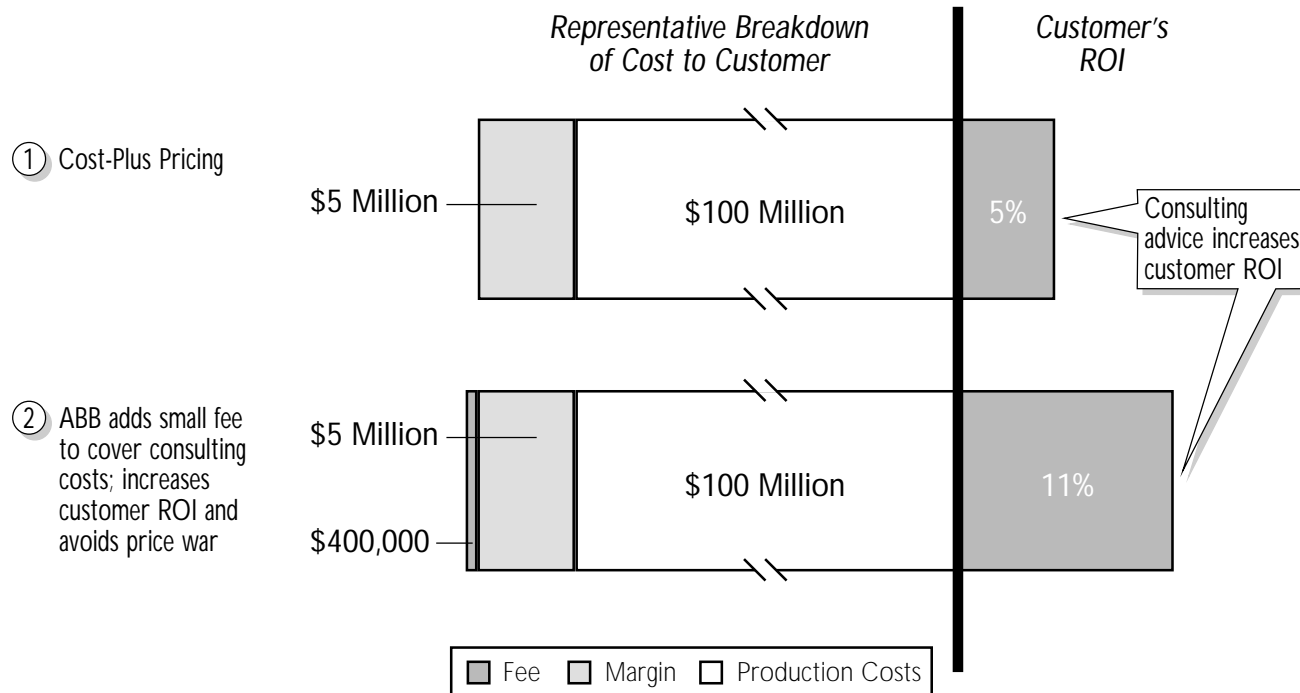 Representative Breakdown
of Cost to Customer
Customer's
ROI
1 Cost-Plus Pricing
$5 Million
$100 Million
5%
Consulting
advice increases
customer ROI
2 ABB adds small fee
to cover consulting
costs; increases
customer ROI and
avoids price war
$5 Million
$400,000
$100 Million
11%
Fee Margin Production Costs